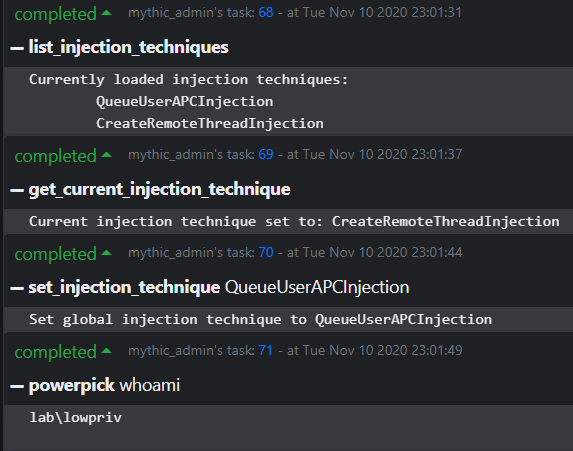 completed mythic_admin's task: 68 - at Tue Nov 10 2020 23:01:31
— list_injection_techniques
Currently loaded injection techniques:
QueueUserAPCInjection
CreateRemoteThreadInjection
completed mythic_admin's task: 69 - at Tue Nov 10 2020 23:01:37
— get_current_injection_technique
Current injection technique set to: CreateRemoteThreadInjection
completed mythic_admin's task: 70 - at Tue Nov 10 2020 23:01:44
— set_injection_technique QueueUserAPCInjection
Set global injection technique to QueueUserAPCInjection
completed mythic_admin's task: 71 - at Tue Nov 10 2020 23:01:49
— powerpick whoami
lab\lowpriv